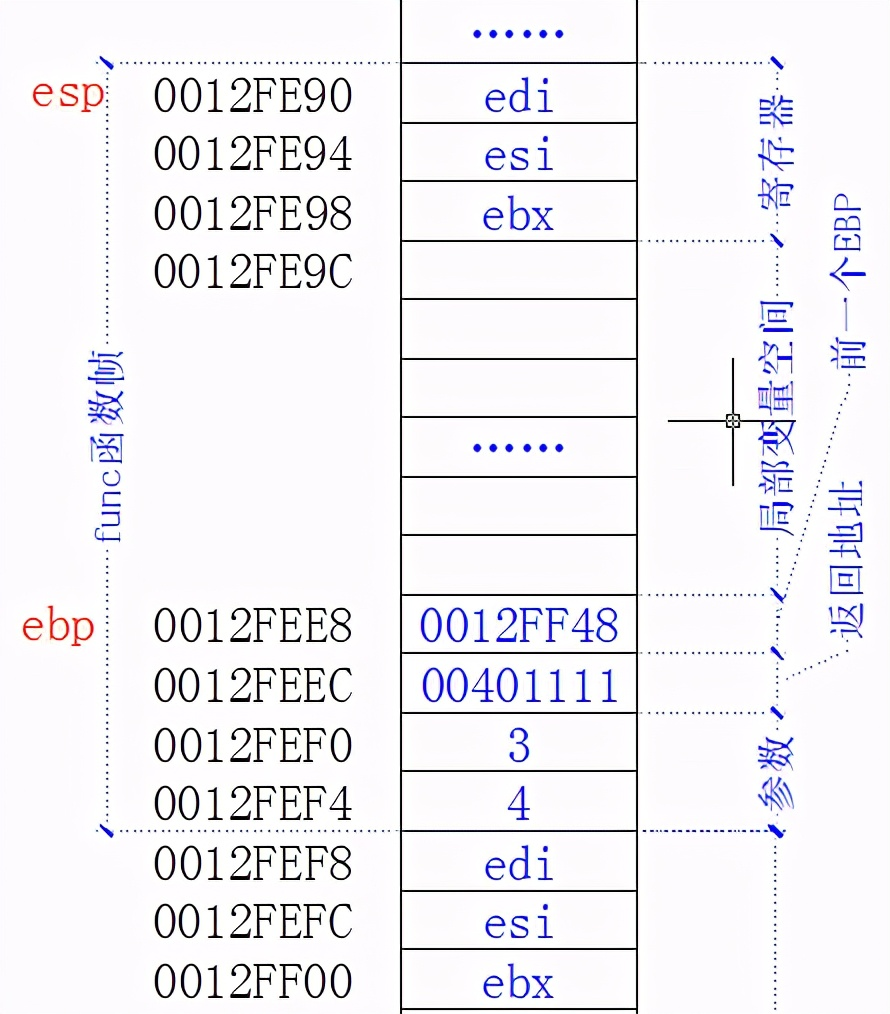 ……
esp 0012FE90 edi
0012FE94 esi
0012FE98 ebx
0012FE9C
……
ebp 0012FEE8 0012FF48
0012FEEC 00401111
0012FEF0 3
0012FEF4 4
0012FEF8 edi
0012FEFC esi
0012FF00 ebx
func函数帧
寄存器
局部变量空间
参数
前一个EBP
返回地址